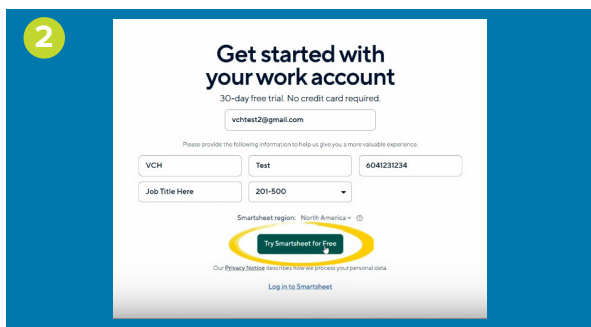 2
Get started with
your work account
30-day free trial. No credit card required.
vchtest2@gmail.com
Please provide the following information to help us give you a more valuable experience.
VCH Test 6041231234
Job Title Here 201-500
Smartsheet region: North America
Try Smartsheet for Free
Our Privacy Notice describes how we process your personal data.
Log in to Smartsheet